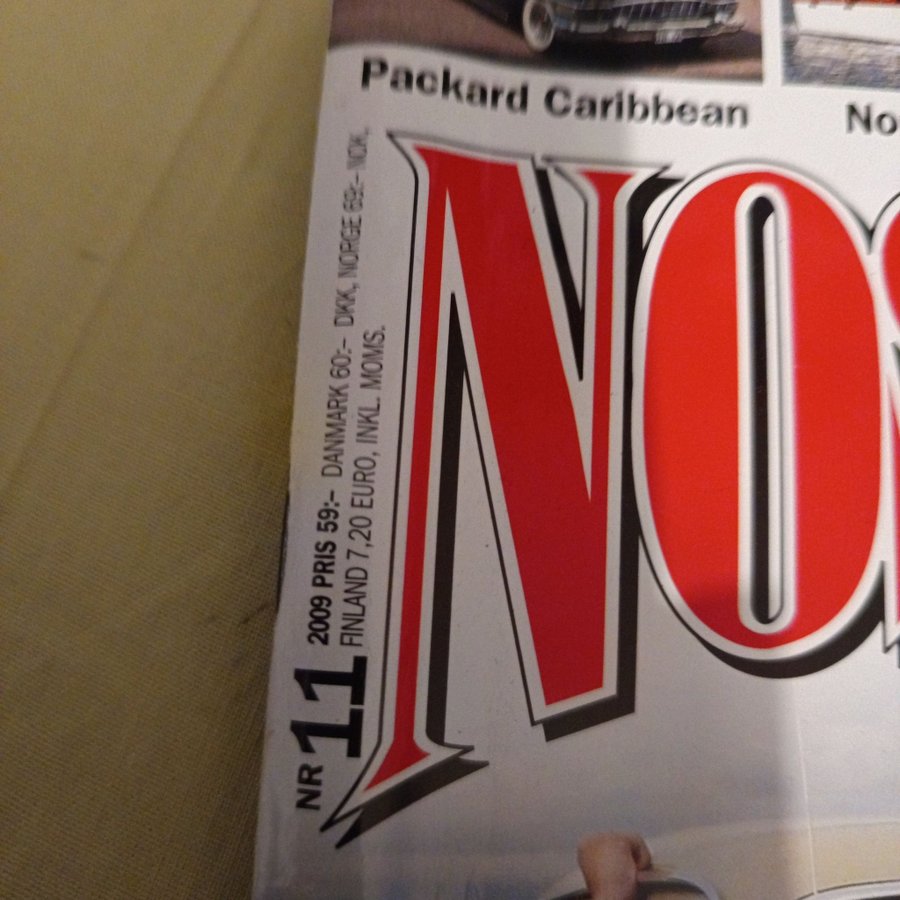 Packard Caribbean
No
NO
NR 11 2009 PRIS 59:- DANMARK 60:- DKK, NORGE 69:- NOK,
FINLAND 7,20 EURO, INKL. MOMS.